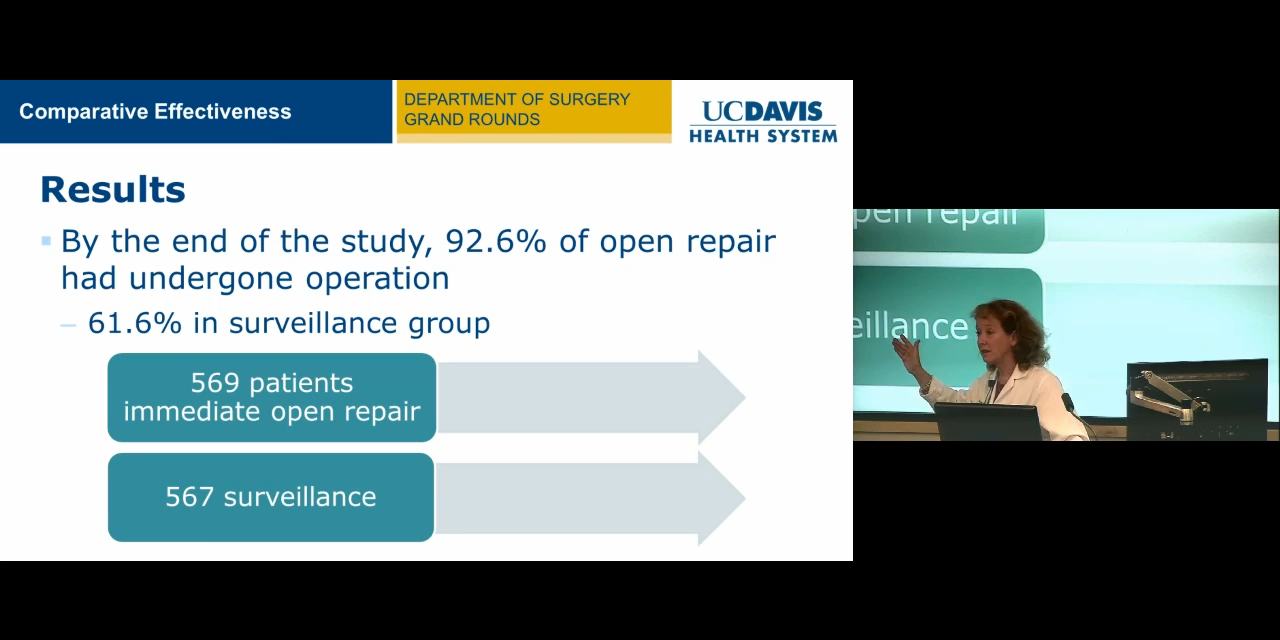 Comparative Effectiveness
DEPARTMENT OF SURGERY
GRAND ROUNDS
UCDAVIS
HEALTH SYSTEM
Results
By the end of the study, 92.6% of open repair
had undergone operation
– 61.6% in surveillance group
569 patients
immediate open repair
567 surveillance
pen repair
eillance